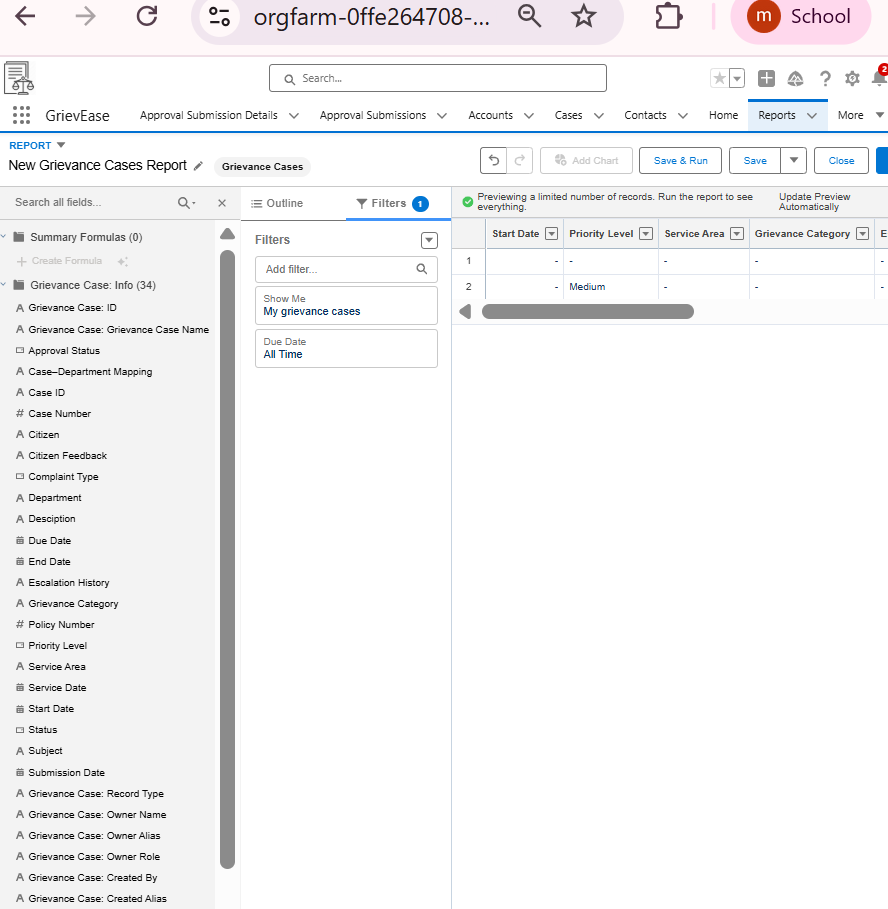 orgfarm-0ffe264708-...
m School
Search...
2
GrievEase
Approval Submission Details
Approval Submissions
Accounts
Cases
Contacts
Home
Reports
More
REPORT
New Grievance Cases Report
Grievance Cases
Add Chart
Save & Run
Save
Close
Search all fields...
Outline
Filters 1
Previewing a limited number of records. Run the report to see
everything.
Update Preview
Automatically
Summary Formulas (0)
Create Formula
Grievance Case: Info (34)
A Grievance Case: ID
A Grievance Case: Grievance Case Name
Approval Status
A Case–Department Mapping
A Case ID
# Case Number
A Citizen
A Citizen Feedback
Complaint Type
A Department
A Desciption
Due Date
End Date
A Escalation History
A Grievance Category
# Policy Number
Priority Level
A Service Area
Service Date
Start Date
Status
A Subject
Submission Date
A Grievance Case: Record Type
A Grievance Case: Owner Name
A Grievance Case: Owner Alias
A Grievance Case: Owner Role
A Grievance Case: Created By
A Grievance Case: Created Alias
Filters
Add filter...
Show Me
My grievance cases
Due Date
All Time
Start Date Priority Level Service Area Grievance Category E
1 - - - - -
2 - Medium - - -